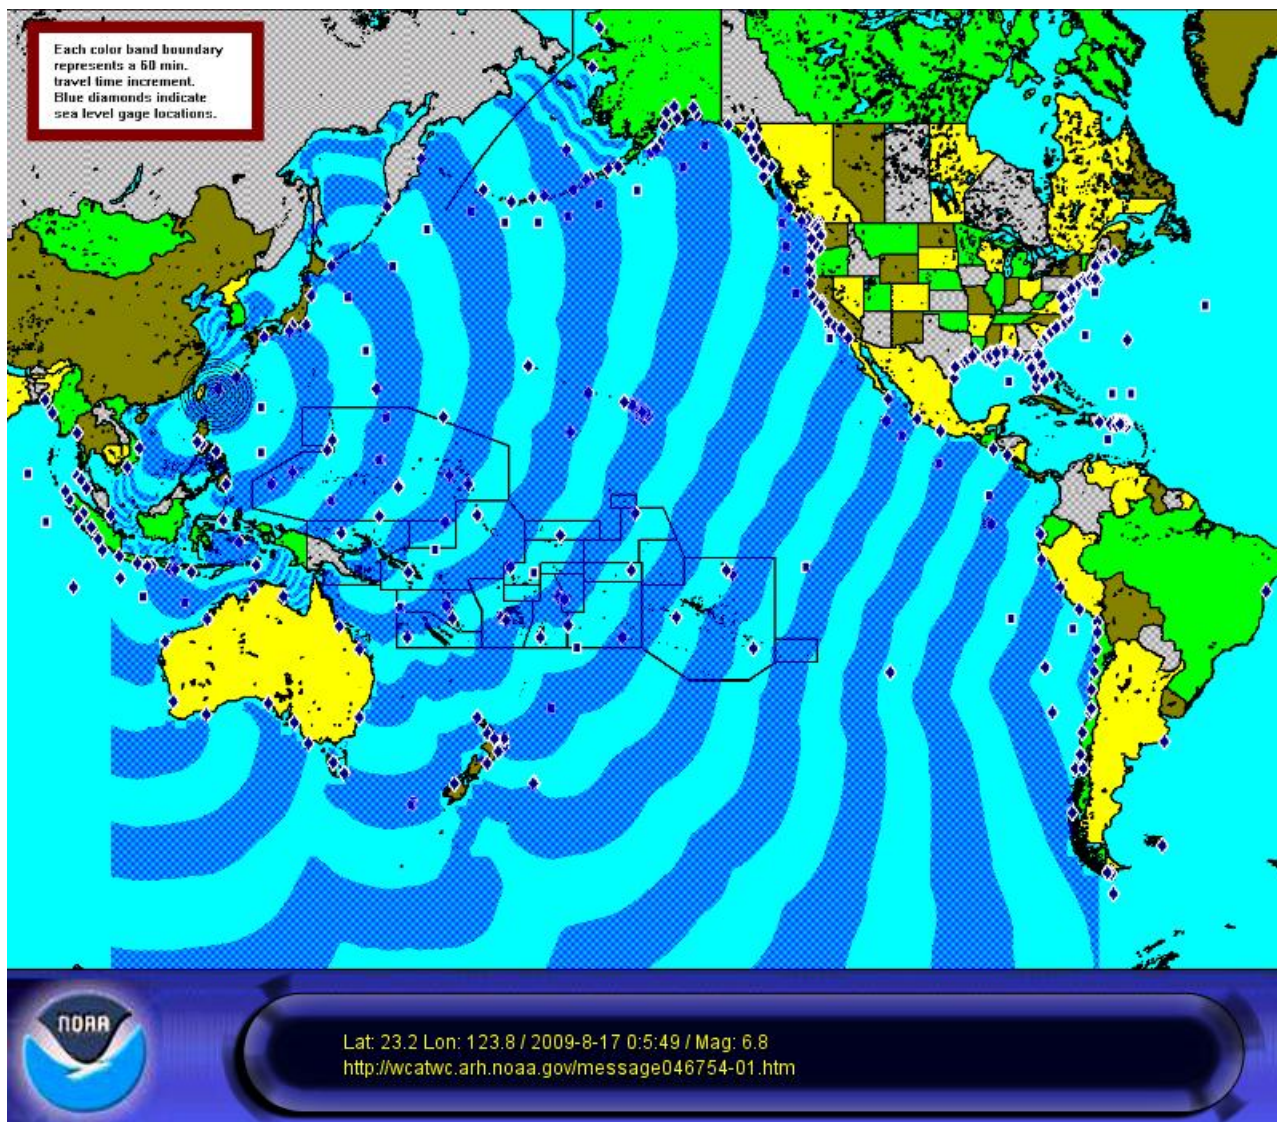 Each color band boundary
represents a 60 min.
travel time increment.
Blue diamonds indicate
sea level gage locations.
NOAA
Lat: 23.2 Lon: 123.8 / 2009-8-17 0:5:49 / Mag: 6.8
http://wcatwc.arh.noaa.gov/message046754-01.htm